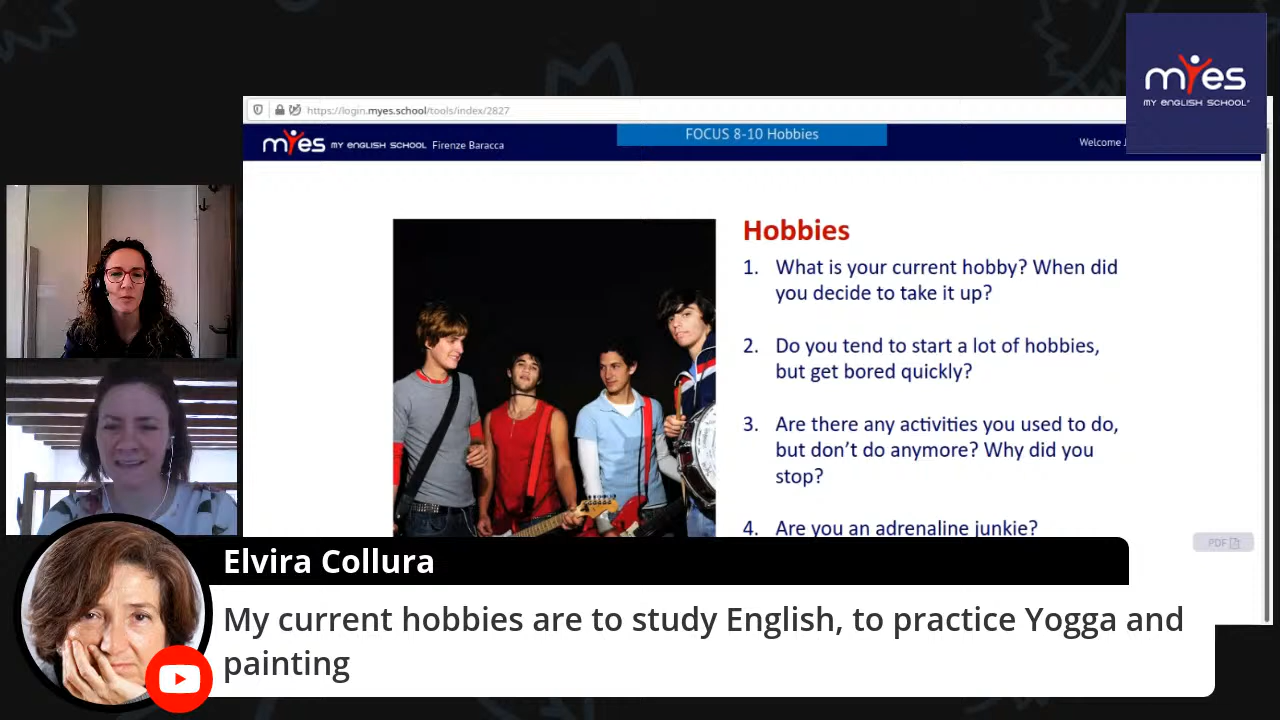 myes
MY ENGLISH SCHOOL
https://login.myes.school/tools/index/2827
myes MY ENGLISH SCHOOL Firenze Baracca
FOCUS 8-10 Hobbies
Welcome
Hobbies
1. What is your current hobby? When did
you decide to take it up?
2. Do you tend to start a lot of hobbies,
but get bored quickly?
3. Are there any activities you used to do,
but don't do anymore? Why did you
stop?
4. Are you an adrenaline junkie?
PDF
Elvira Collura
My current hobbies are to study English, to practice Yogga and
painting